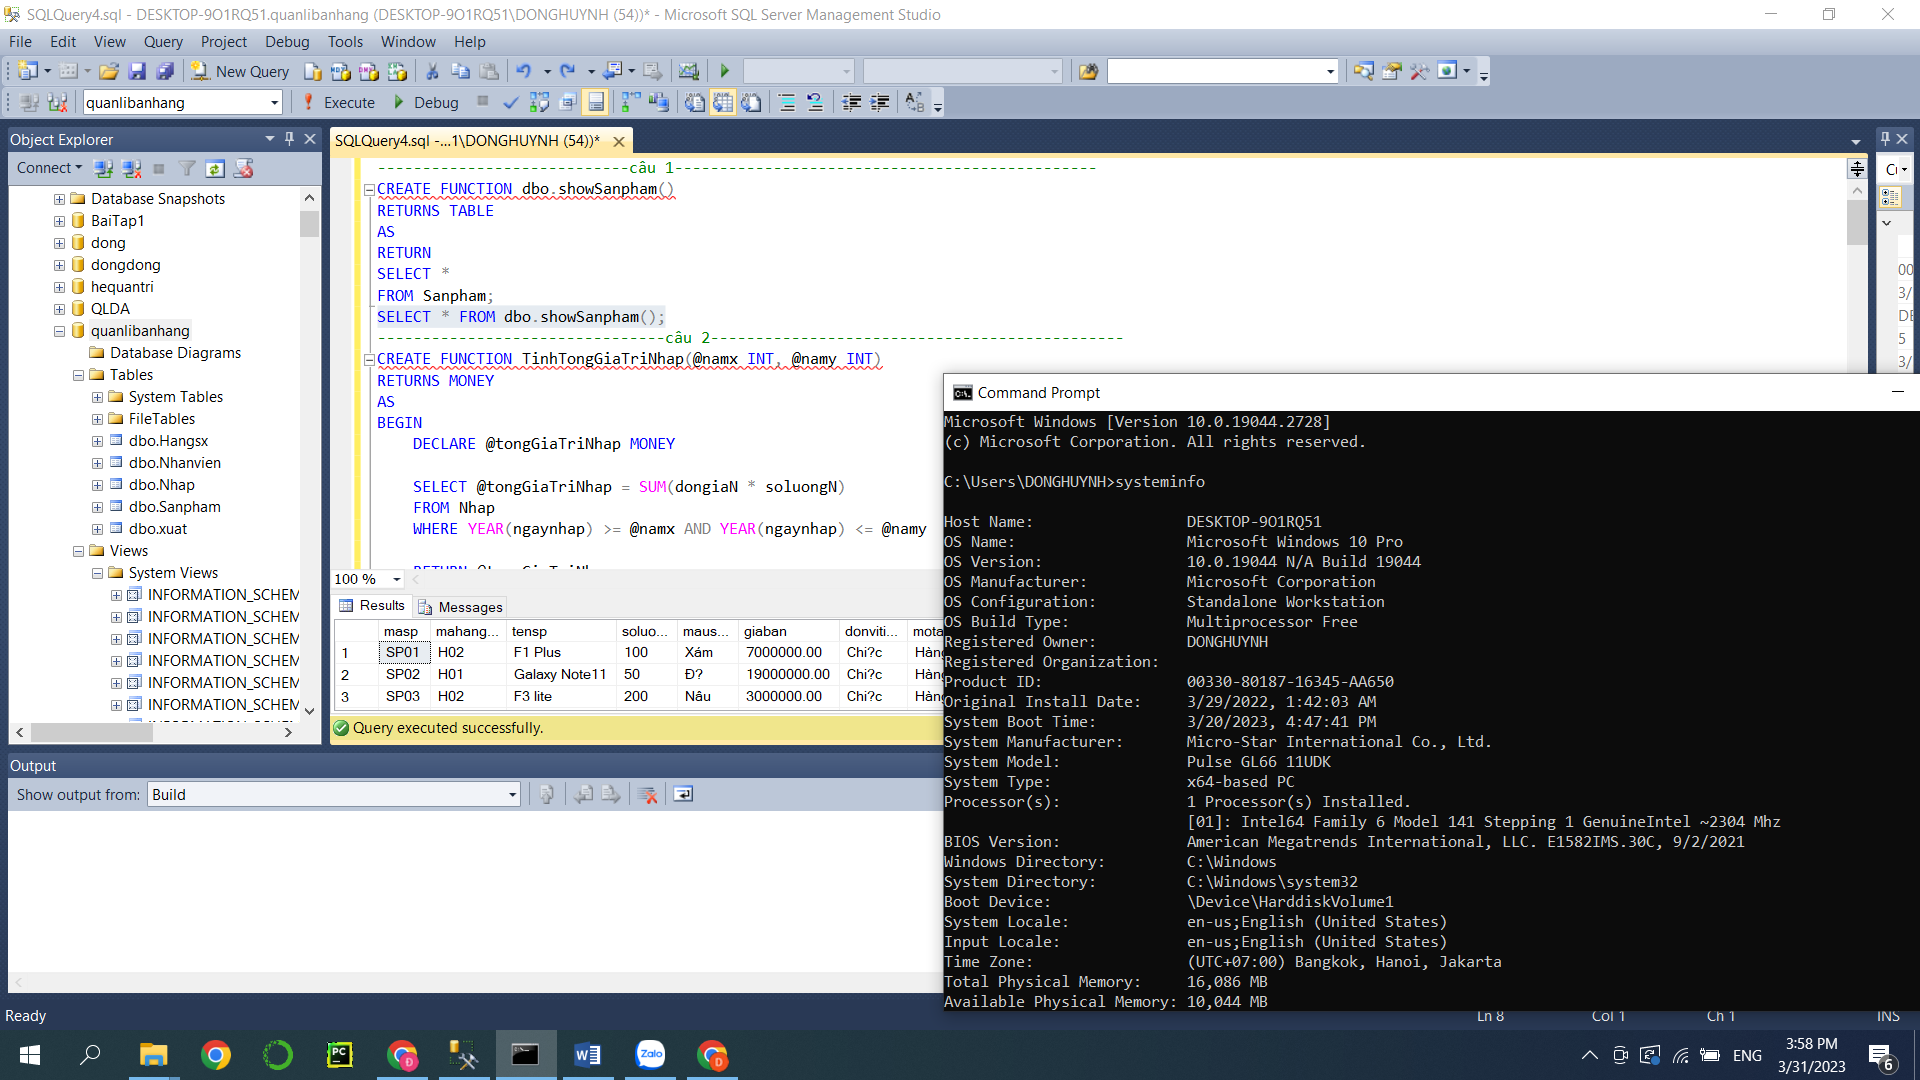 SQLQuery4.sql - DESKTOP-9O1RQ51.quanlibanhang (DESKTOP-9O1RQ51\DONGHUYNH (54))* - Microsoft SQL Server Management Studio
File Edit View Query Project Debug Tools Window Help
New Query
quanlibanhang Execute Debug
Object Explorer
Connect
Database Snapshots
BaiTap1
dong
dongdong
hequantri
QLDA
quanlibanhang
Database Diagrams
Tables
System Tables
FileTables
dbo.Hangsx
dbo.Nhanvien
dbo.Nhap
dbo.Sanpham
dbo.xuat
Views
System Views
INFORMATION_SCHEM
INFORMATION_SCHEM
INFORMATION_SCHEM
INFORMATION_SCHEM
INFORMATION_SCHEM
INFORMATION_SCHEM
SQLQuery4.sql -...1\DONGHUYNH (54))*
----------------------------câu 1-----------------------------------------------
CREATE FUNCTION dbo.showSanpham()
RETURNS TABLE
AS
RETURN
SELECT *
FROM Sanpham;
SELECT * FROM dbo.showSanpham();
--------------------------------câu 2----------------------------------------------
CREATE FUNCTION TinhTongGiaTriNhap(@namx INT, @namy INT)
RETURNS MONEY
AS
BEGIN
DECLARE @tongGiaTriNhap MONEY
SELECT @tongGiaTriNhap = SUM(dongiaN * soluongN)
FROM Nhap
WHERE YEAR(ngaynhap) >= @namx AND YEAR(ngaynhap) <= @namy
100 %
Results Messages
masp mahang... tensp soluo... maus... giaban donviti... mota
1 SP01 H02 F1 Plus 100 Xám 7000000.00 Chi?c Hàn
2 SP02 H01 Galaxy Note11 50 Đ? 19000000.00 Chi?c Hàn
3 SP03 H02 F3 lite 200 Nâu 3000000.00 Chi?c Hàn
Query executed successfully.
Output
Show output from: Build
Ready
Ln 8 Col 1 Ch 1 INS
Command Prompt
Microsoft Windows [Version 10.0.19044.2728]
(c) Microsoft Corporation. All rights reserved.
C:\Users\DONGHUYNH>systeminfo
Host Name: DESKTOP-9O1RQ51
OS Name: Microsoft Windows 10 Pro
OS Version: 10.0.19044 N/A Build 19044
OS Manufacturer: Microsoft Corporation
OS Configuration: Standalone Workstation
OS Build Type: Multiprocessor Free
Registered Owner: DONGHUYNH
Registered Organization:
Product ID: 00330-80187-16345-AA650
Original Install Date: 3/29/2022, 1:42:03 AM
System Boot Time: 3/20/2023, 4:47:41 PM
System Manufacturer: Micro-Star International Co., Ltd.
System Model: Pulse GL66 11UDK
System Type: x64-based PC
Processor(s): 1 Processor(s) Installed.
[01]: Intel64 Family 6 Model 141 Stepping 1 GenuineIntel ~2304 Mhz
BIOS Version: American Megatrends International, LLC. E1582IMS.30C, 9/2/2021
Windows Directory: C:\Windows
System Directory: C:\Windows\system32
Boot Device: \Device\HarddiskVolume1
System Locale: en-us;English (United States)
Input Locale: en-us;English (United States)
Time Zone: (UTC+07:00) Bangkok, Hanoi, Jakarta
Total Physical Memory: 16,086 MB
Available Physical Memory: 10,044 MB
PC
Zalo
ENG
3:58 PM
3/31/2023
6